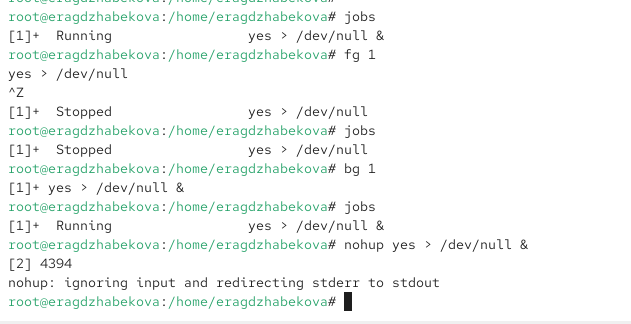 root@eragdzhabekova:/home/eragdzhabekova# jobs
[1]+  Running                 yes > /dev/null &
root@eragdzhabekova:/home/eragdzhabekova# fg 1
yes > /dev/null
^Z
[1]+  Stopped                 yes > /dev/null
root@eragdzhabekova:/home/eragdzhabekova# jobs
[1]+  Stopped                 yes > /dev/null
root@eragdzhabekova:/home/eragdzhabekova# bg 1
[1]+ yes > /dev/null &
root@eragdzhabekova:/home/eragdzhabekova# jobs
[1]+  Running                 yes > /dev/null &
root@eragdzhabekova:/home/eragdzhabekova# nohup yes > /dev/null &
[2] 4394
nohup: ignoring input and redirecting stderr to stdout
root@eragdzhabekova:/home/eragdzhabekova#